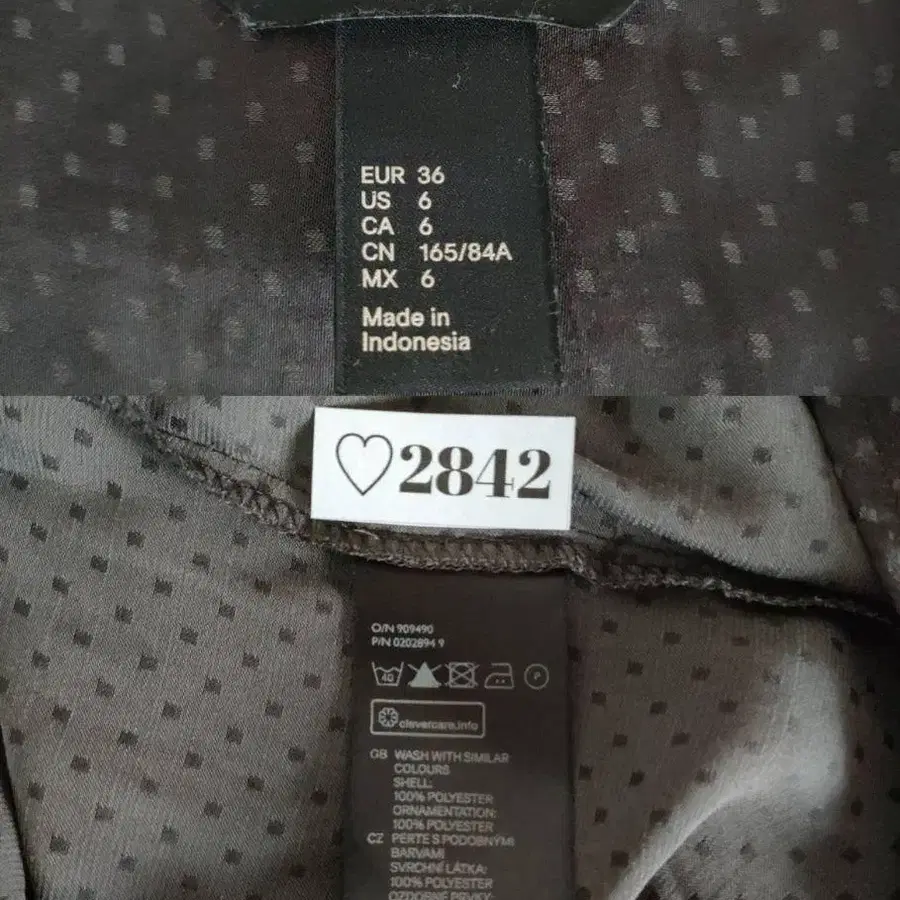 EUR 36
US 6
CA 6
CN 165/84A
MX 6
Made in
Indonesia
♡2842
O/N 909490
P/N 0202894 9
40
P
clevercare.info
GB WASH WITH SIMILAR
COLOURS
SHELL:
100% POLYESTER
ORNAMENTATION:
100% POLYESTER
CZ PERTE S PODOBNÝMI
BARVAMI
SVRCHNÍ LÁTKA:
100% POLYESTER
OZDOBNÉ PRVKY: